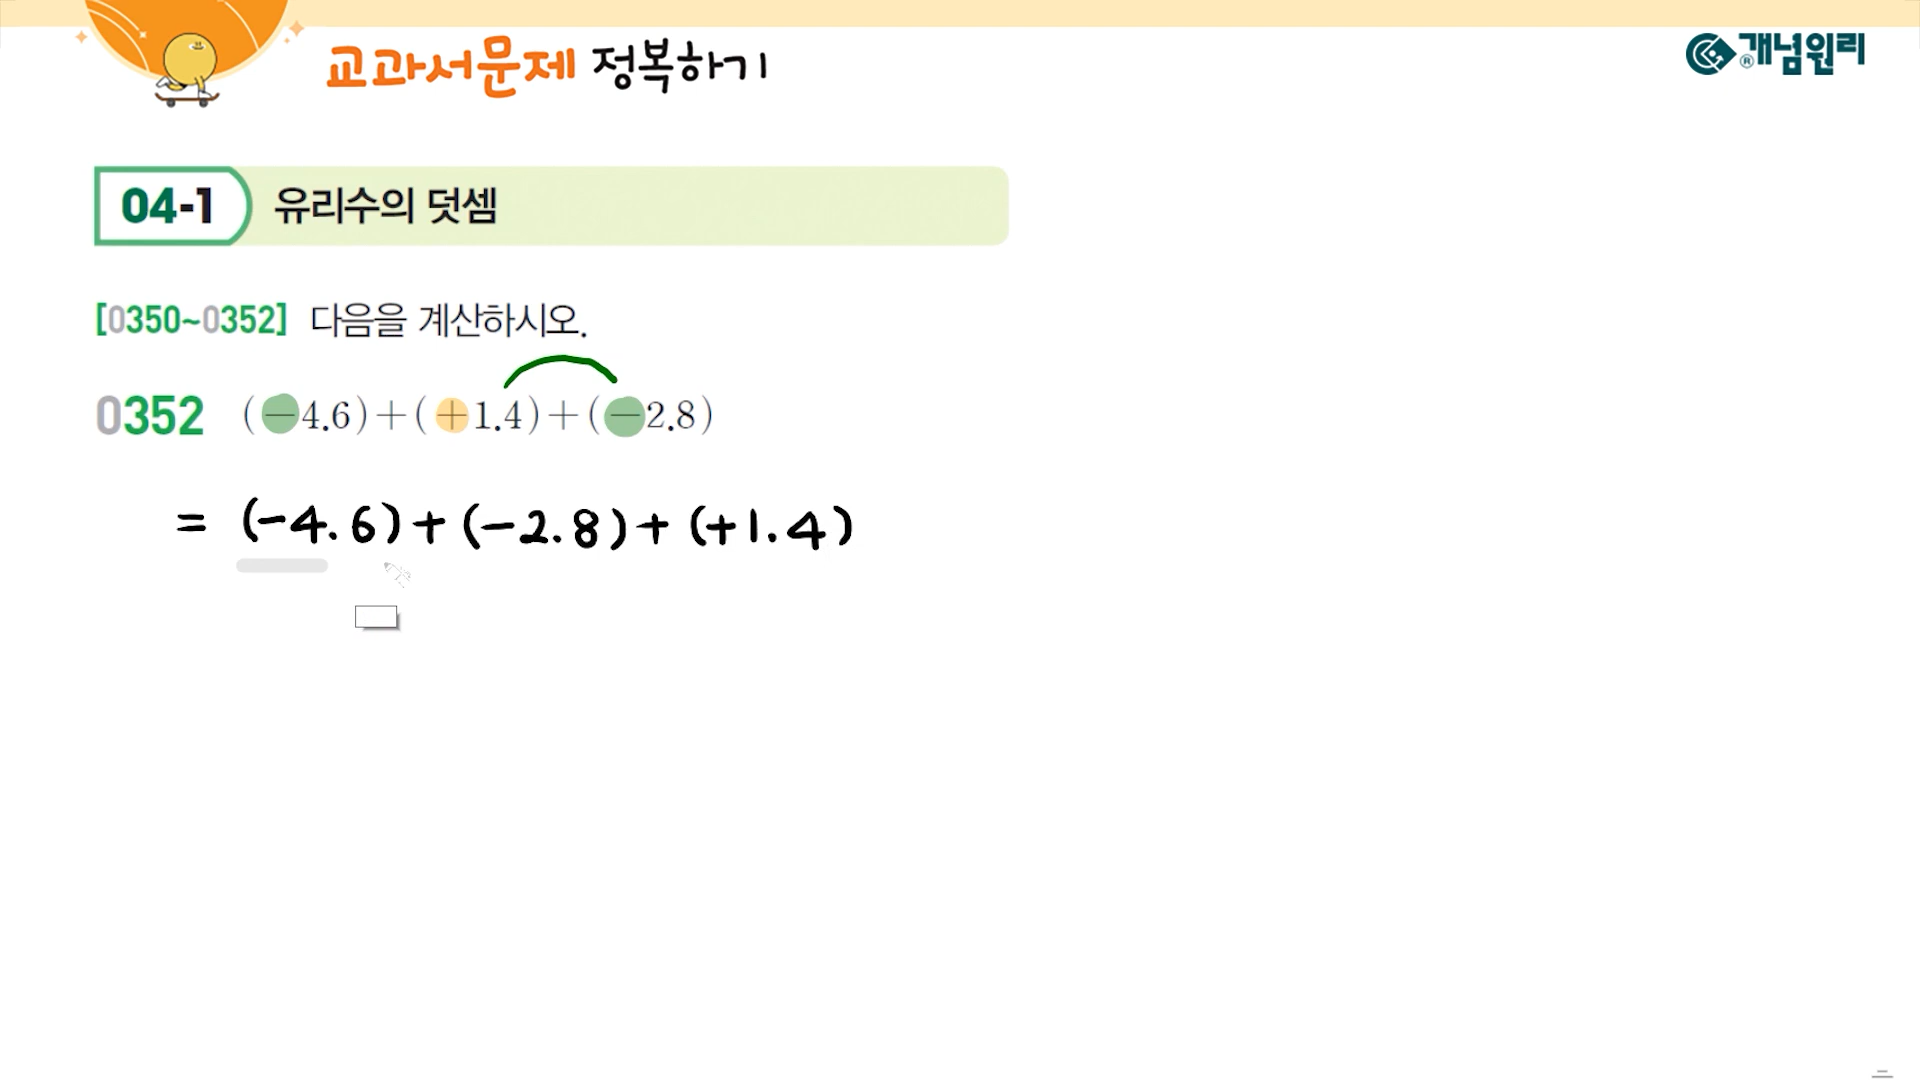 교과서문제 정복하기
개념원리
04-1 유리수의 덧셈
[0350~0352] 다음을 계산하시오.
0352 (-4.6)+(+1.4)+(-2.8)
= (-4.6)+(-2.8)+(+1.4)